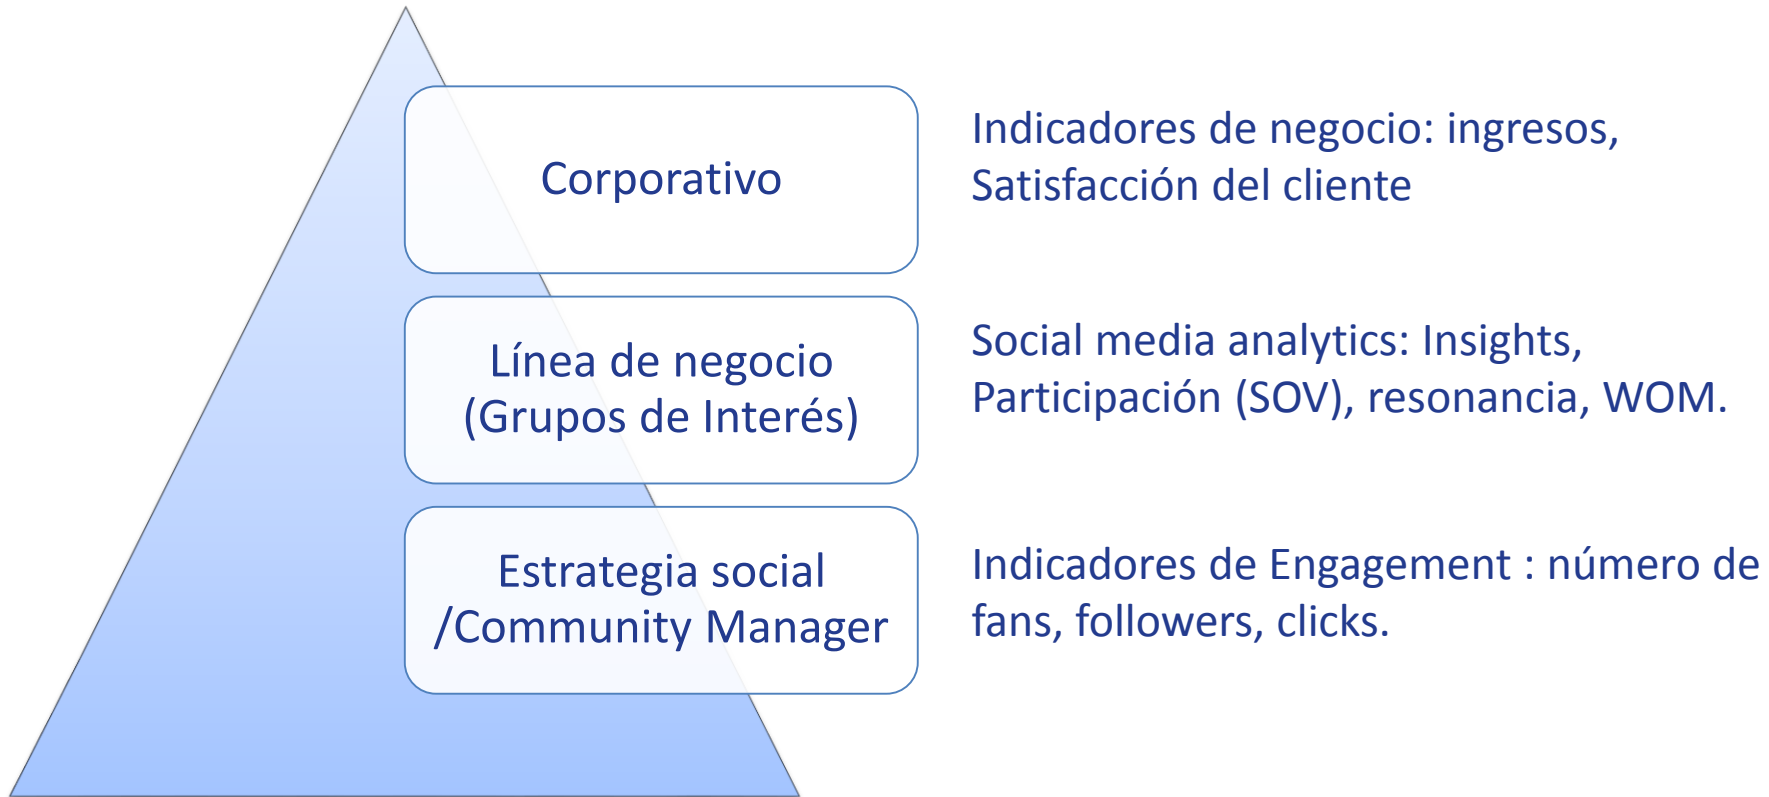 Corporativo
Indicadores de negocio: ingresos,
Satisfacción del cliente
Línea de negocio
(Grupos de Interés)
Social media analytics: Insights,
Participación (SOV), resonancia, WOM.
Estrategia social
/Community Manager
Indicadores de Engagement : número de
fans, followers, clicks.